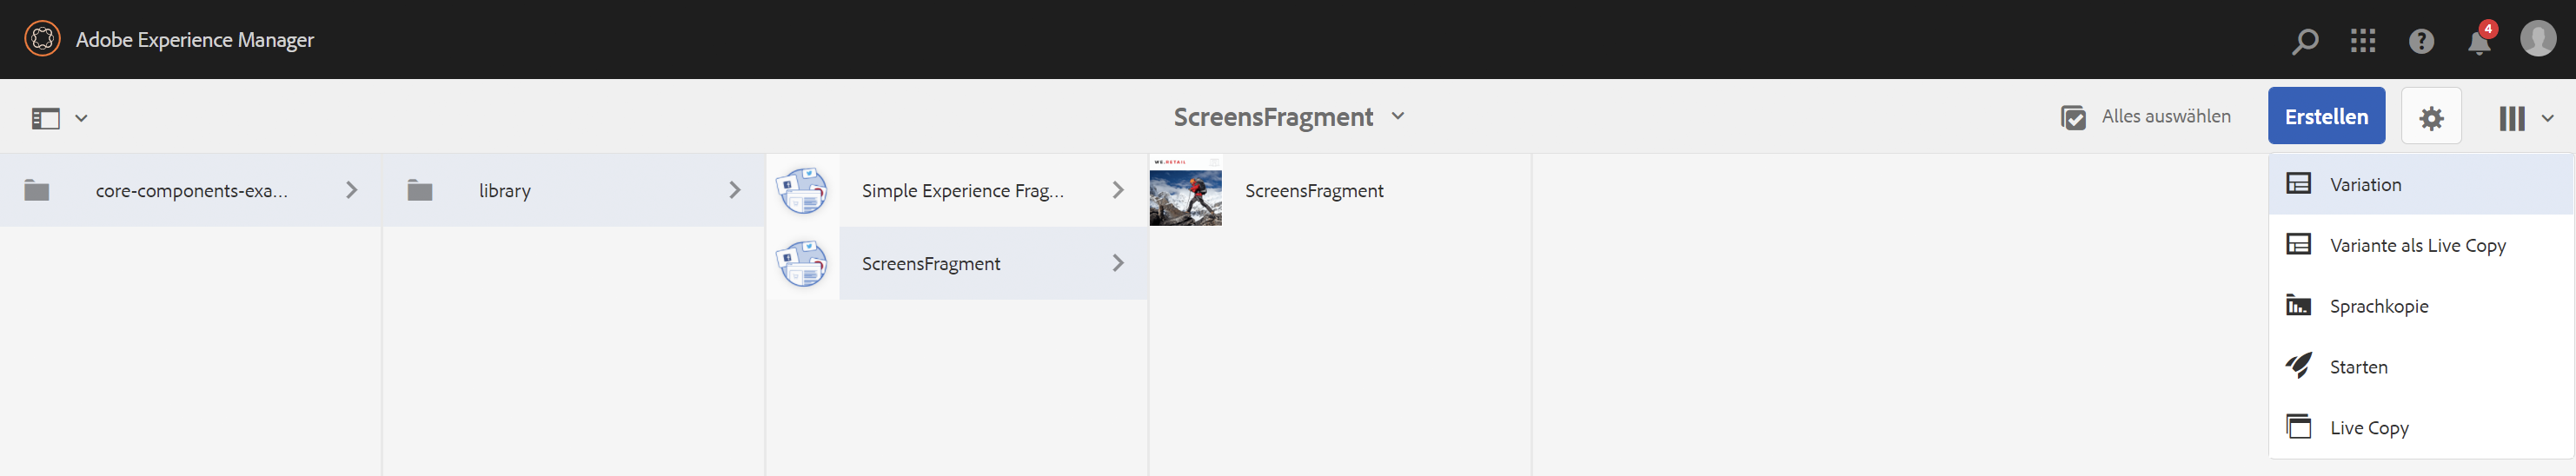 Adobe Experience Manager
4
ScreensFragment
Alles auswählen
Erstellen
core-components-exa...
library
Simple Experience Frag...
ScreensFragment
WE.RETAIL
ScreensFragment
Variation
Variante als Live Copy
Sprachkopie
Starten
Live Copy